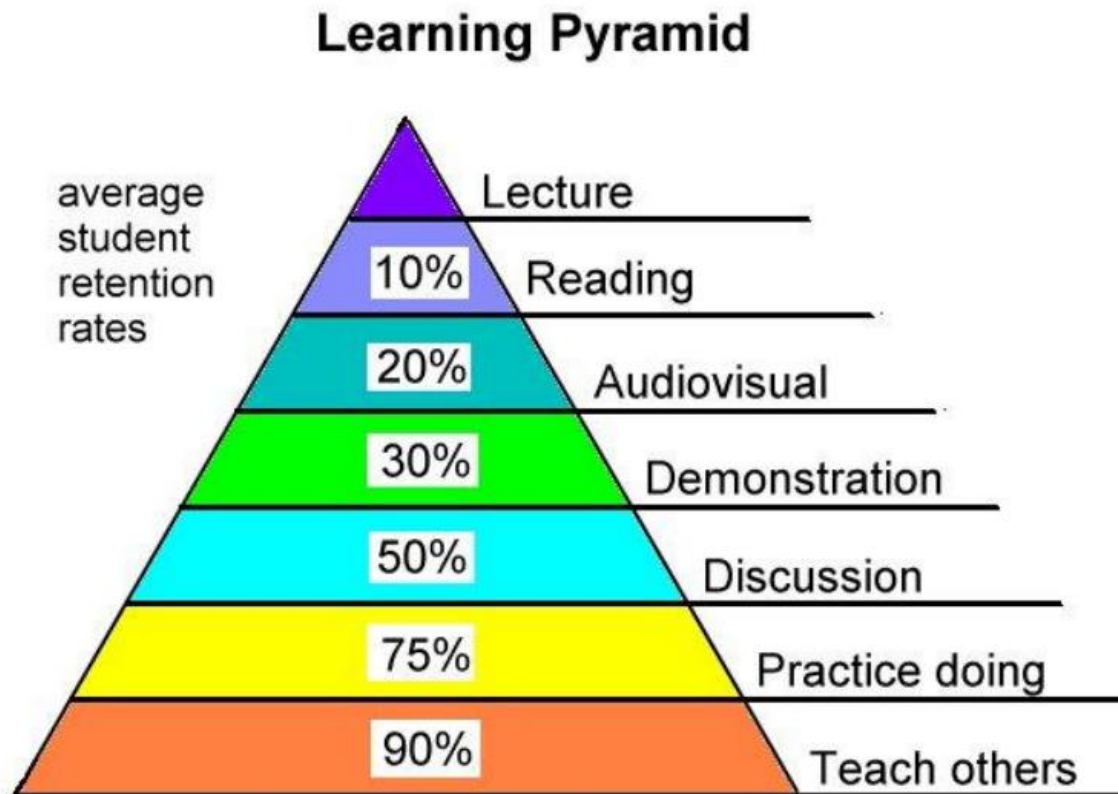 Learning Pyramid
average
student
retention
rates
Lecture
10% Reading
20% Audiovisual
30% Demonstration
50% Discussion
75% Practice doing
90% Teach others